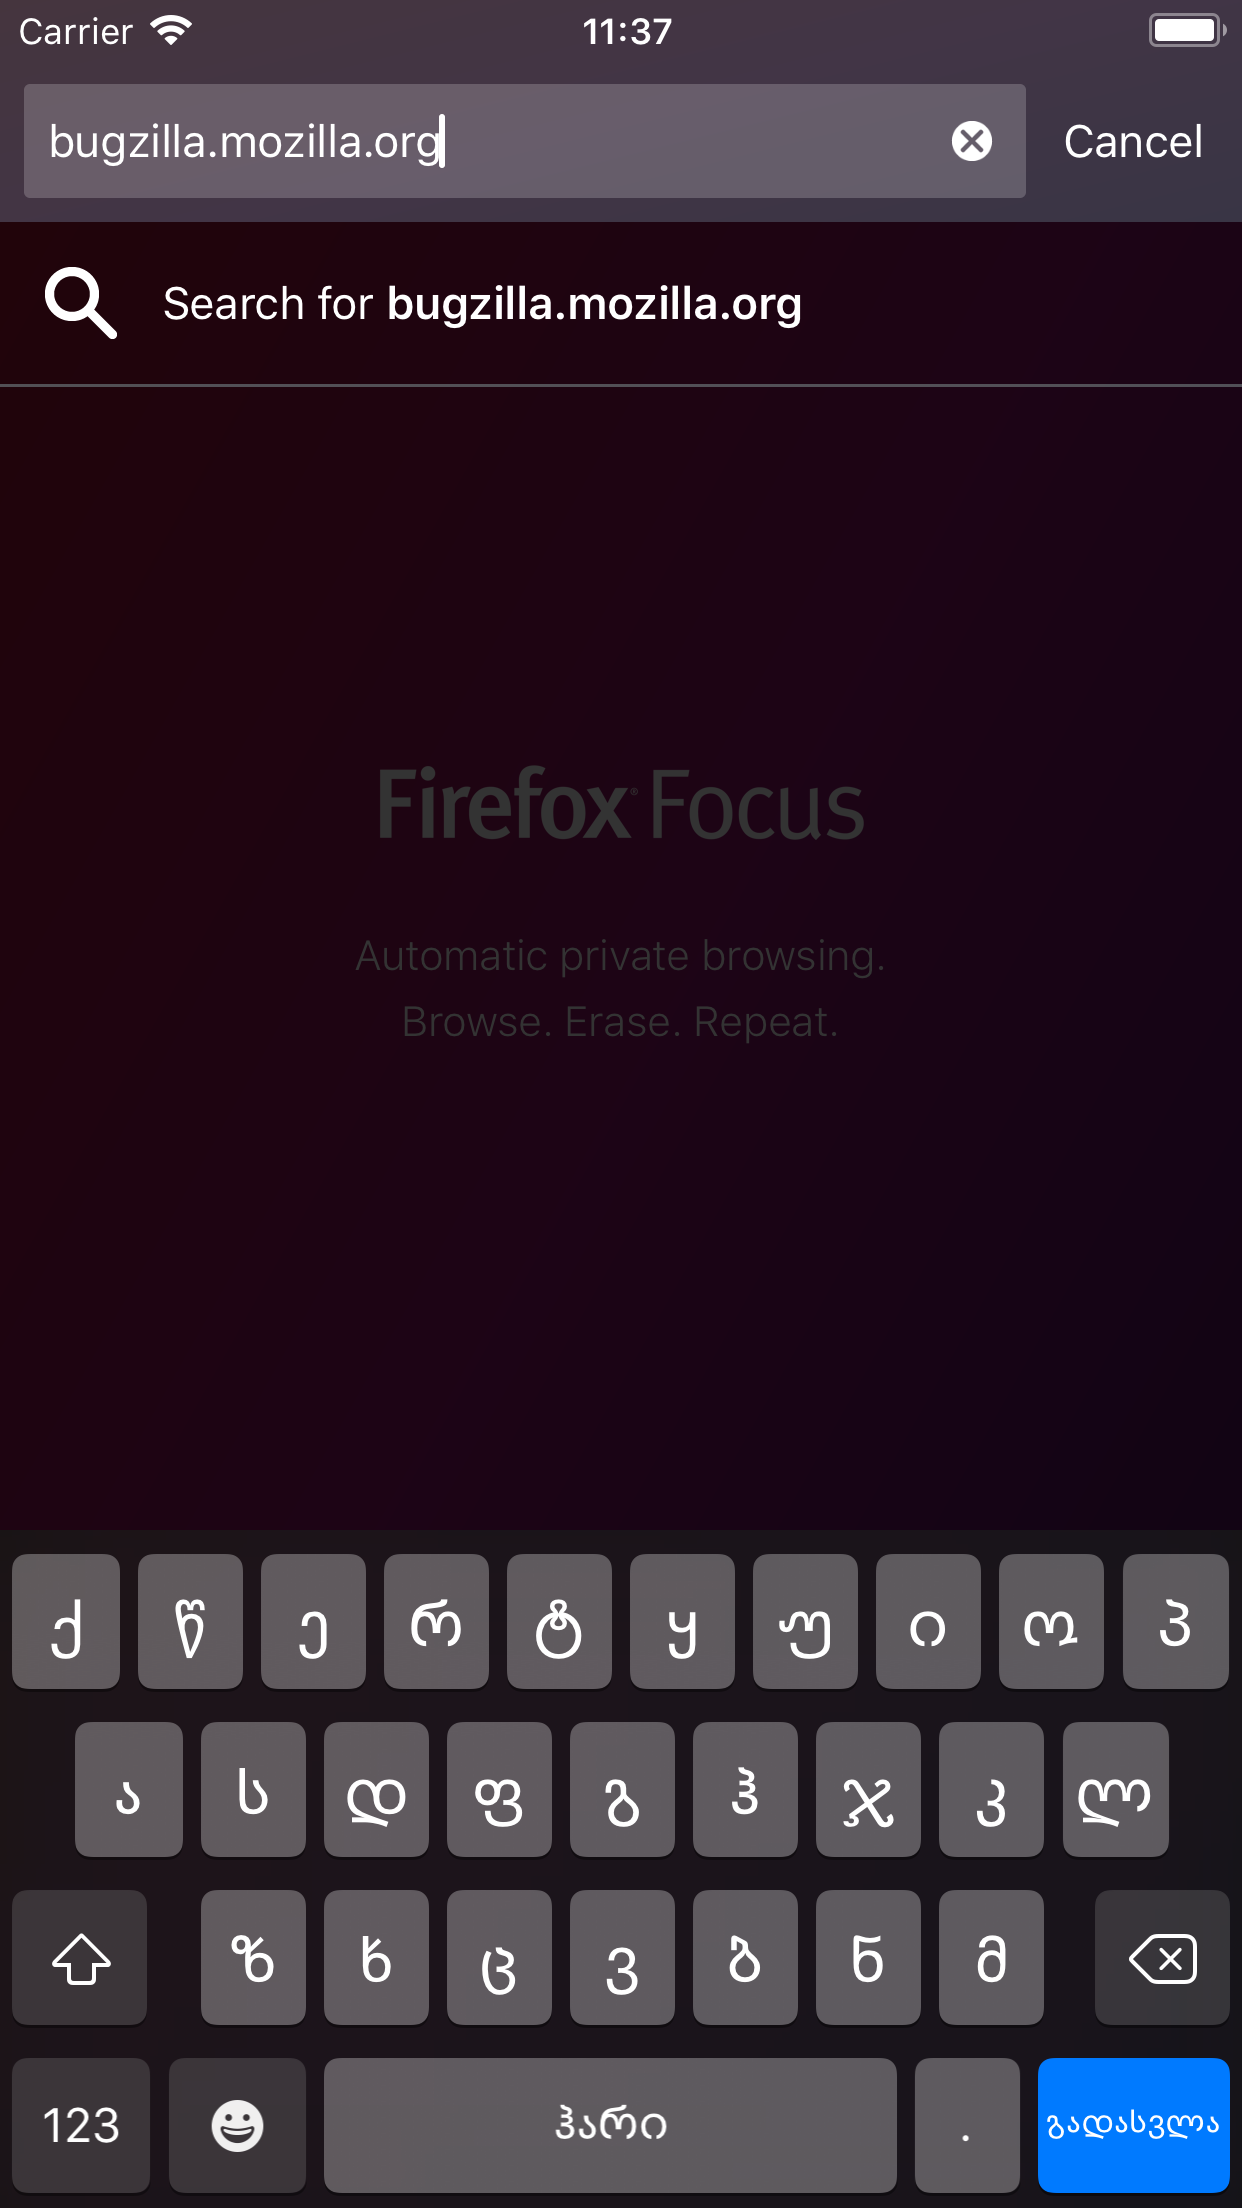 Carrier 11:37
bugzilla.mozilla.org Cancel
Search for bugzilla.mozilla.org
Firefox® Focus
Automatic private browsing.
Browse. Erase. Repeat.
ქ წ ე რ ტ ყ უ ი ო პ
ა ს დ ფ გ ჰ ჯ კ ლ
ზ ხ ც ვ ბ ნ მ
123 ჰარი . გადასვლა